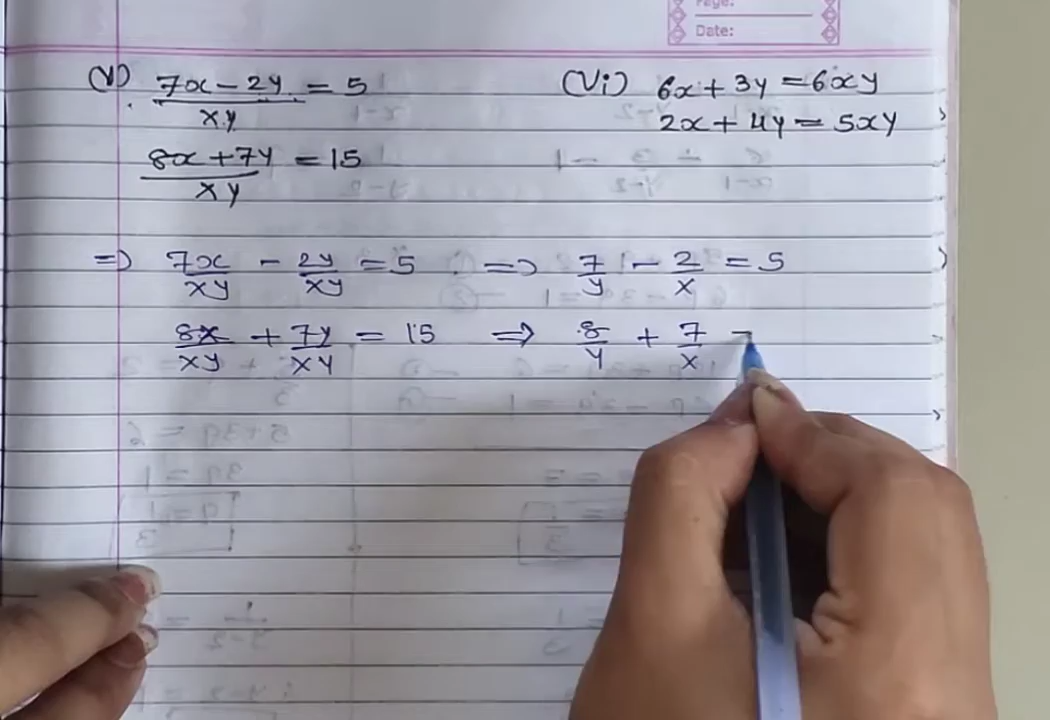 Page:
Date:
(V) 7x - 2y / xy = 5
8x + 7y / xy = 15
(Vi) 6x + 3y = 6xy
2x + 4y = 5xy
=> 7x/xy - 2y/xy = 5 => 7/y - 2/x = 5
8x/xy + 7y/xy = 15 => 8/y + 7/x